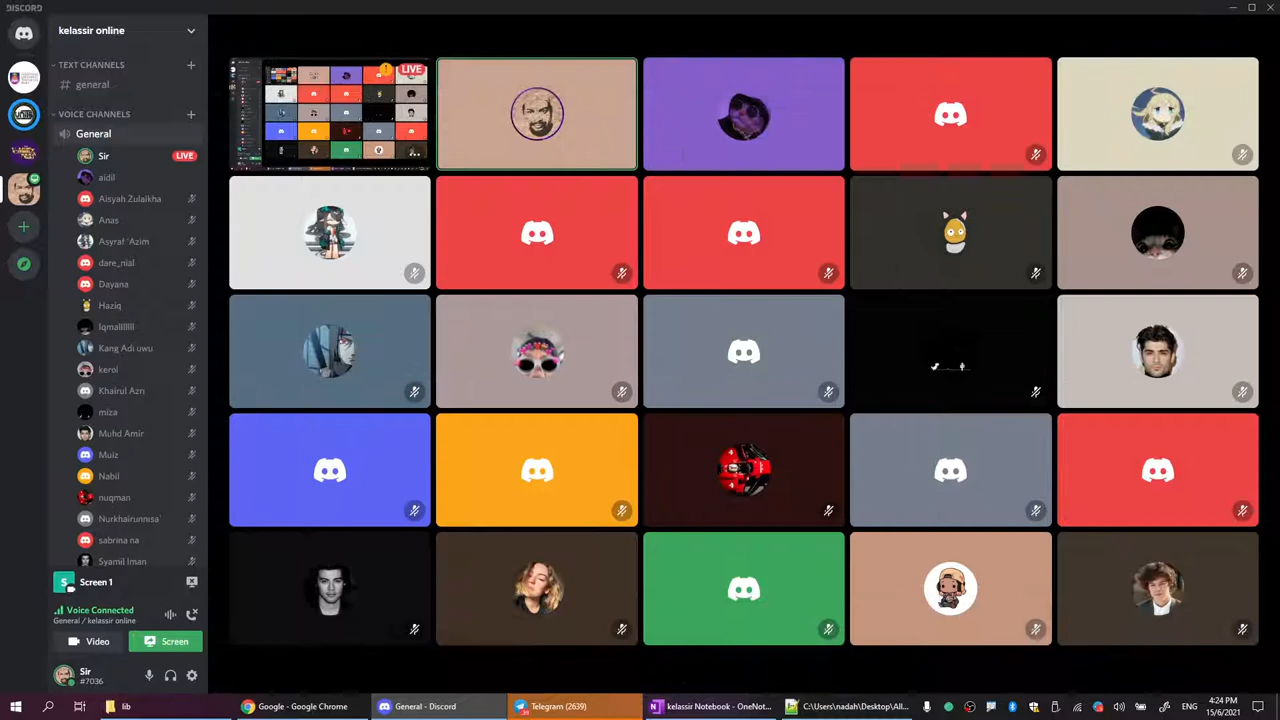 DISCORD
kelassir online
TEXT CHANNELS
general
VOICE CHANNELS
General
Sir LIVE
aidil
Aisyah Zulaikha
Anas
Asyraf 'Azim
dare_nial
Dayana
Haziq
Kang Adi uwu
keroi
Khairul Azri
miza
Muhd Amir
Muiz
Nabil
nuqman
Nurkhairunnisa'
sabrina na
Syamil Iman
Screen 1
Voice Connected
General / kelassir online
Video
Screen
Sir
#7036
LIVE
lib
Google - Google Chrome
General - Discord
Telegram (2639)
kelassir Notebook - OneNot...
C:\Users\nadah\Desktop\All...
4:24 PM
15/6/2021